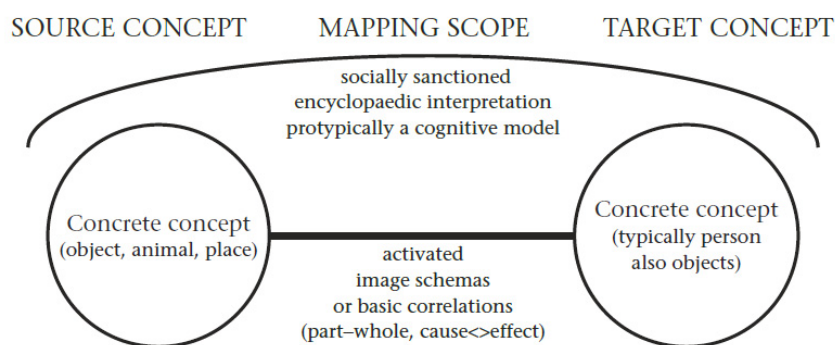 SOURCE CONCEPT MAPPING SCOPE TARGET CONCEPT
socially sanctioned
encyclopaedic interpretation
protypically a cognitive model
Concrete concept
(object, animal, place)
activated
image schemas
or basic correlations
(part–whole, cause<>effect)
Concrete concept
(typically person
also objects)